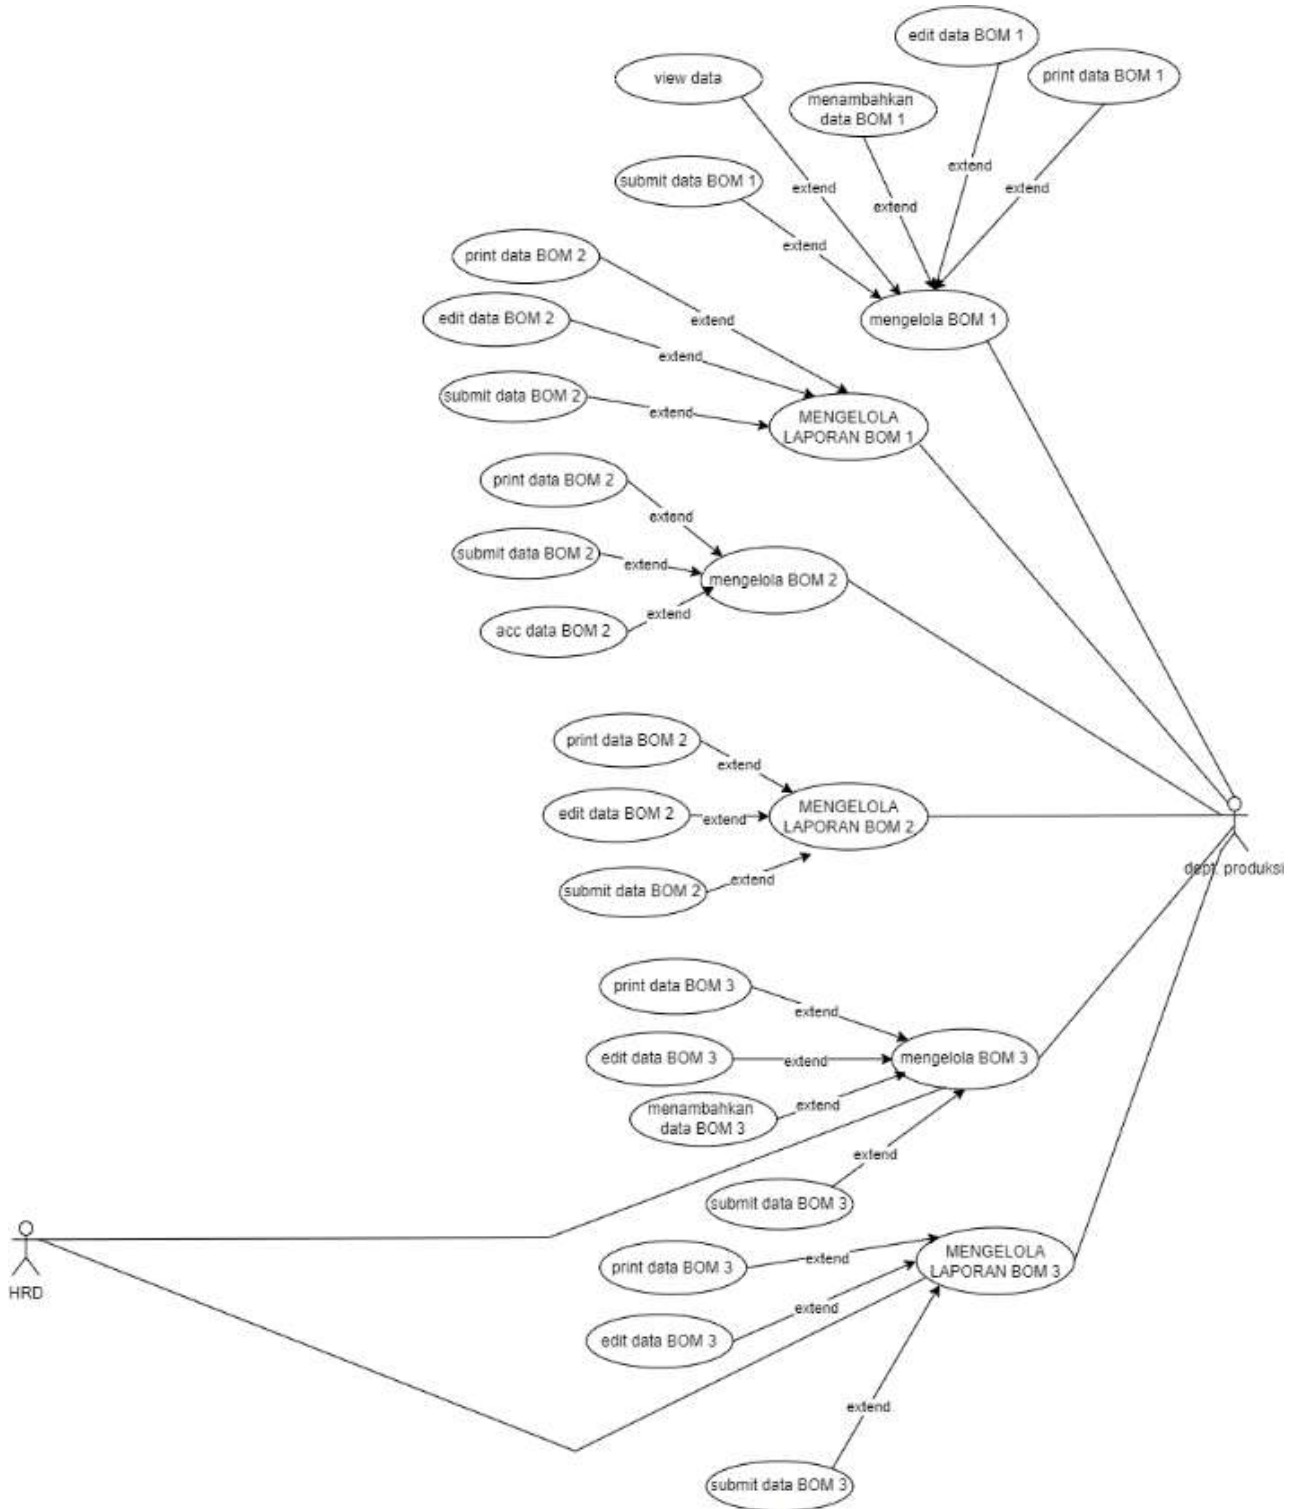 edit data BOM 1
view data
print data BOM 1
menambahkan
data BOM 1
extend
submit data BOM 1
extend
extend
extend
extend
print data BOM 2
edit data BOM 2
extend
mengelola BOM 1
extend
submit data BOM 2
extend
MENGELOLA
LAPORAN BOM 1
print data BOM 2
extend
submit data BOM 2
extend
mengelola BOM 2
acc data BOM 2
extend
print data BOM 2
extend
edit data BOM 2
extend
MENGELOLA
LAPORAN BOM 2
submit data BOM 2
extend
dept. produksi
print data BOM 3
extend
edit data BOM 3
extend
mengelola BOM 3
menambahkan
data BOM 3
extend
extend
submit data BOM 3
HRD
print data BOM 3
extend
MENGELOLA
LAPORAN BOM 3
edit data BOM 3
extend
extend
submit data BOM 3